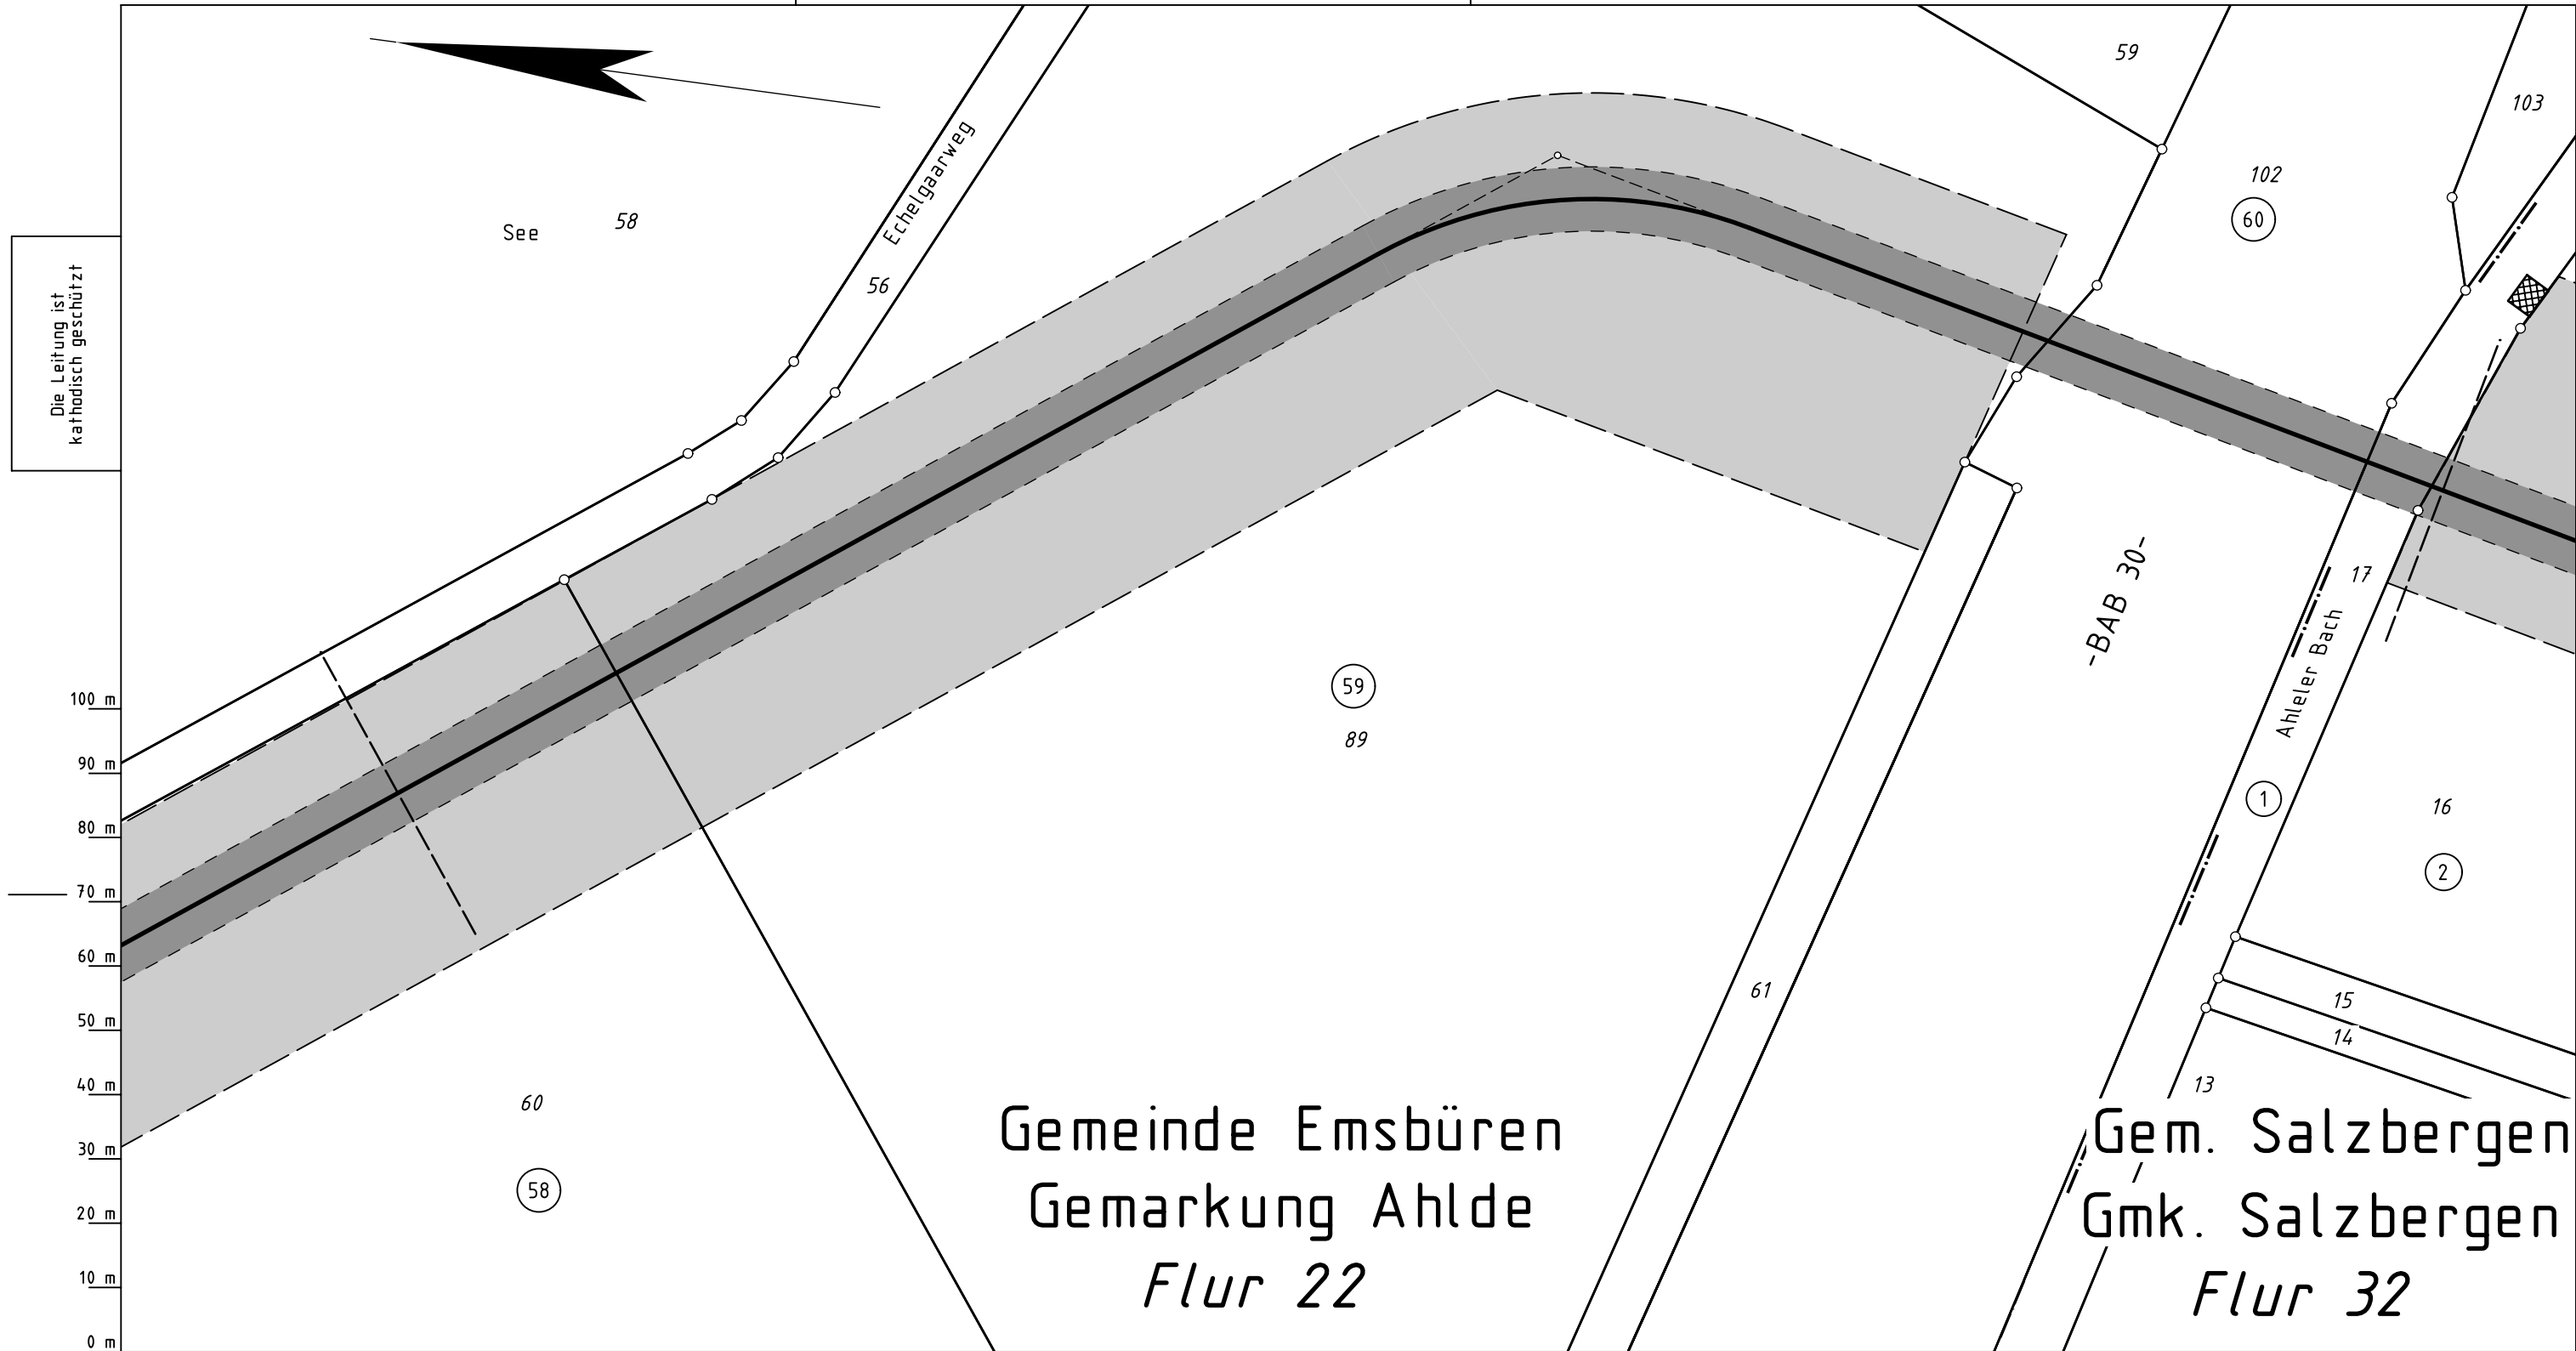 59
103
102
60
See
58
Echelgaarweg
56
Die Leitung ist
kathodisch geschützt
-BAB 30-
17
Ahleler Bach
59
89
1
16
2
100 m
90 m
80 m
70 m
60 m
50 m
40 m
30 m
20 m
10 m
0 m
61
15
14
13
60
58
Gemeinde Emsbüren
Gemarkung Ahlde
Flur 22
Gem. Salzbergen
Gmk. Salzbergen
Flur 32